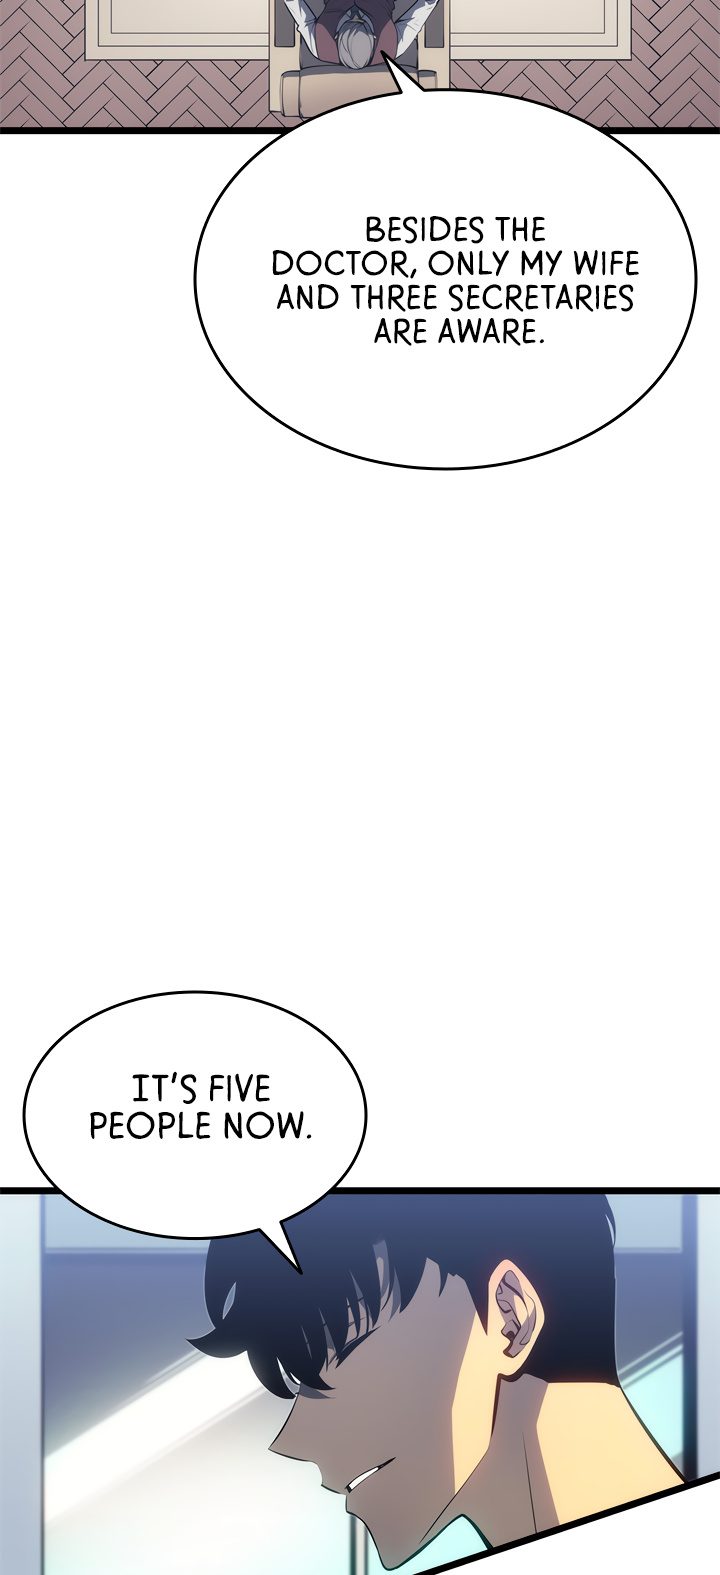 BESIDES THE
DOCTOR, ONLY MY WIFE
AND THREE SECRETARIES
ARE AWARE.
IT'S FIVE
PEOPLE NOW.